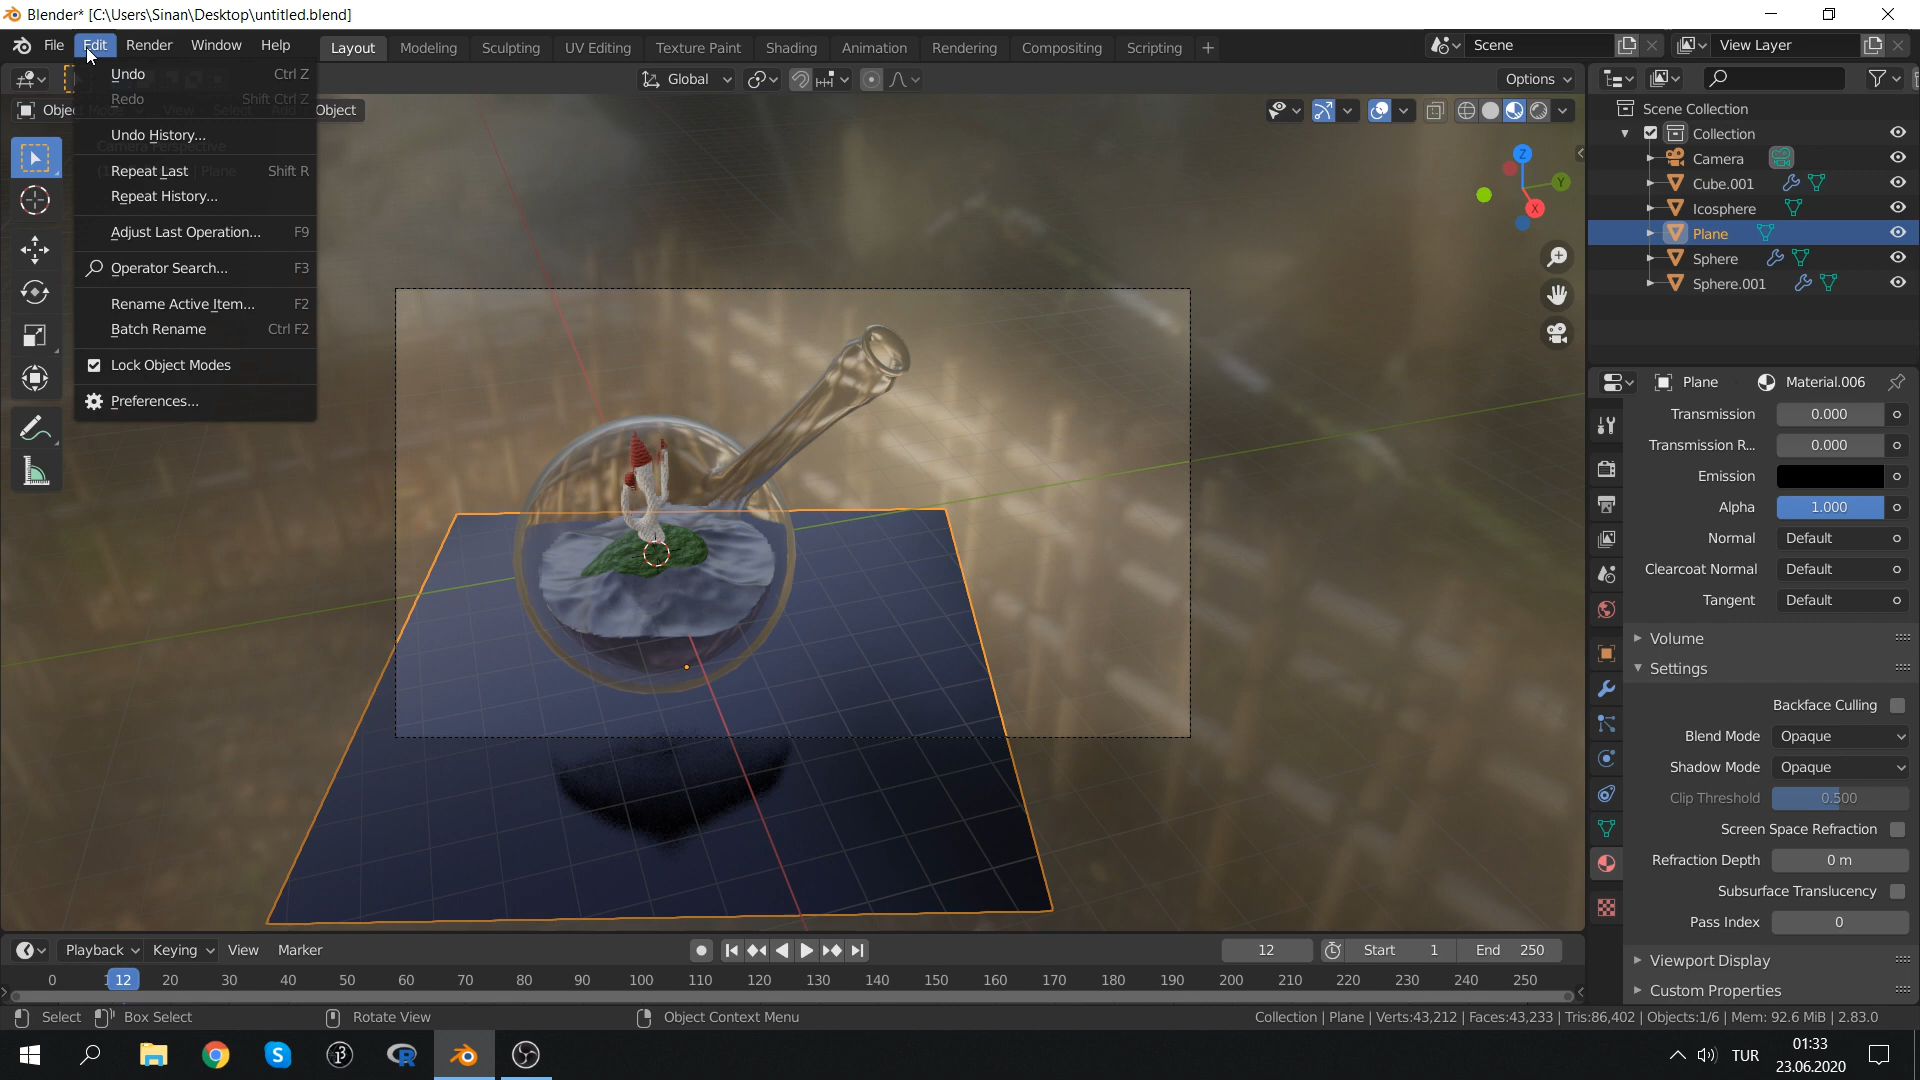 Blender* [C:\Users\Sinan\Desktop\untitled.blend]
File Edit Render Window Help Layout Modeling Sculpting UV Editing Texture Paint Shading Animation Rendering Compositing Scripting + Scene View Layer
Global Options
Object
Undo Ctrl Z
Redo Shift Ctrl Z
Undo History...
Repeat Last Shift R
Repeat History...
Adjust Last Operation... F9
Operator Search... F3
Rename Active Item... F2
Batch Rename Ctrl F2
Lock Object Modes
Preferences...
Object
View Select Add
Camera Perspective
Plane
Z
Y
X
Scene Collection
Collection
Camera
Cube.001
Icosphere
Plane
Sphere
Sphere.001
Plane Material.006
Transmission 0.000
Transmission R... 0.000
Emission
Alpha 1.000
Normal Default
Clearcoat Normal Default
Tangent Default
Volume
Settings
Backface Culling
Blend Mode Opaque
Shadow Mode Opaque
Clip Threshold 0.500
Screen Space Refraction
Refraction Depth 0 m
Subsurface Translucency
Pass Index 0
Viewport Display
Custom Properties
Playback Keying View Marker 12 Start 1 End 250
0 12 20 30 40 50 60 70 80 90 100 110 120 130 140 150 160 170 180 190 200 210 220 230 240 250
Select Box Select Rotate View Object Context Menu Collection | Plane | Verts:43,212 | Faces:43,233 | Tris:86,402 | Objects:1/6 | Mem: 92.6 MiB | 2.83.0
TUR 01:33
23.06.2020